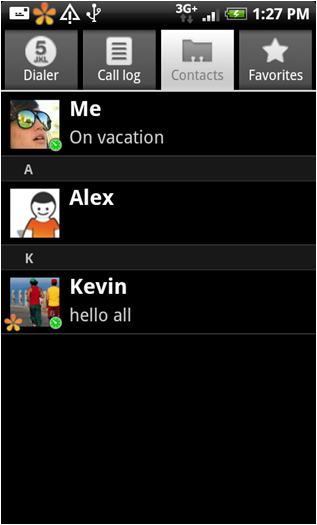 3G+ 1:27 PM
5
JKL
Dialer Call log Contacts Favorites
Me
On vacation
A
Alex
K
Kevin
hello all